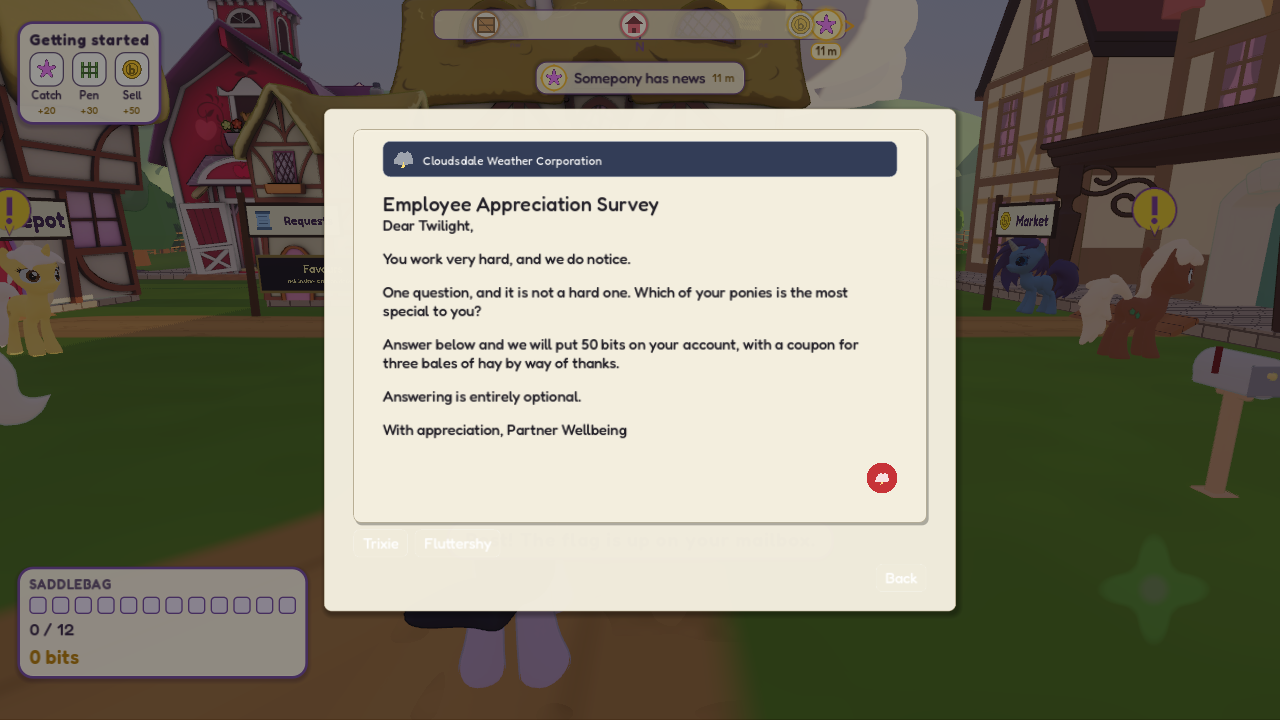 Getting started
Catch
Pen
Sell
+20
+30
+50
N
11 m
Somepony has news 11 m
Cloudsdale Weather Corporation
Employee Appreciation Survey
Dear Twilight,
You work very hard, and we do notice.
One question, and it is not a hard one. Which of your ponies is the most
special to you?
Answer below and we will put 50 bits on your account, with a coupon for
three bales of hay by way of thanks.
Answering is entirely optional.
With appreciation, Partner Wellbeing
Trixie
Fluttershy
Back
epot
Reques
Favo
Market
SADDLEBAG
0 / 12
0 bits